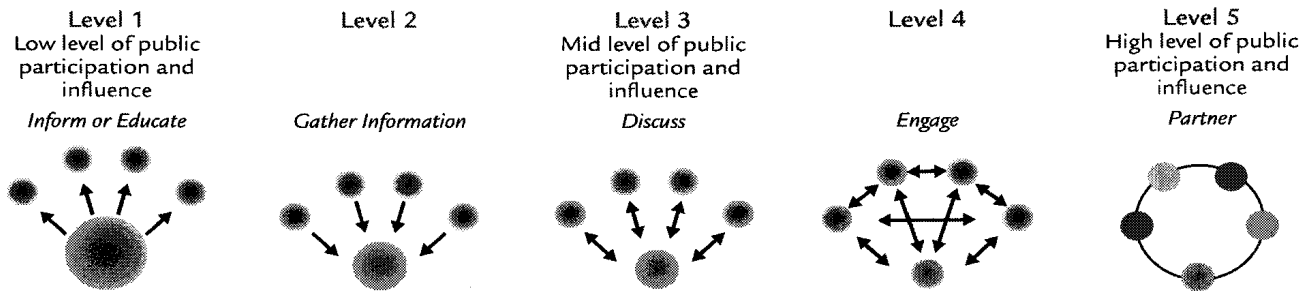 Level 1
Low level of public
participation and
influence
Inform or Educate
Level 2
Gather Information
Level 3
Mid level of public
participation and
influence
Discuss
Level 4
Engage
Level 5
High level of public
participation and
influence
Partner